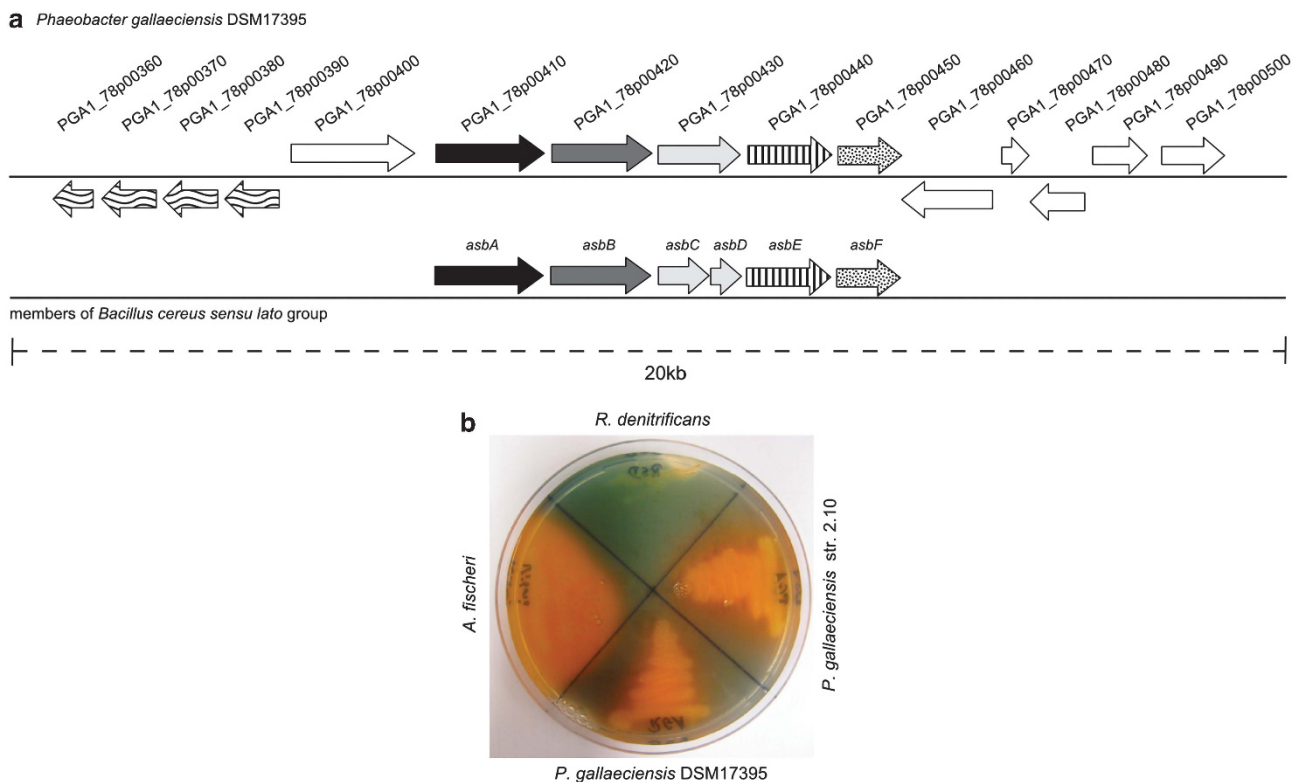 a Phaeobacter gallaeciensis DSM17395
PGA1_78p00360
PGA1_78p00370
PGA1_78p00380
PGA1_78p00390
PGA1_78p00400
PGA1_78p00410
PGA1_78p00420
PGA1_78p00430
PGA1_78p00440
PGA1_78p00450
PGA1_78p00460
PGA1_78p00470
PGA1_78p00480
PGA1_78p00490
PGA1_78p00500
asbA asbB asbC asbD asbE asbF
members of Bacillus cereus sensu lato group
20kb
b
R. denitrificans
A. fischeri
P. gallaeciensis str. 2.10
P. gallaeciensis DSM17395